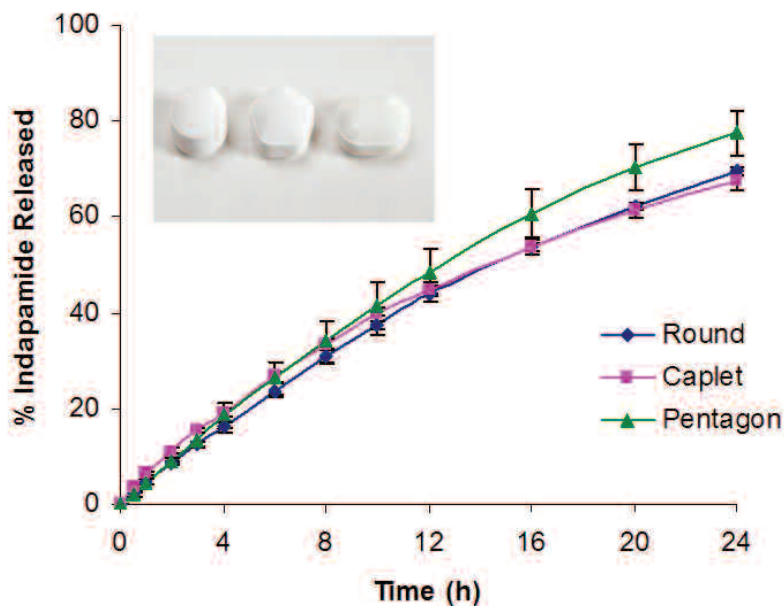 100
80
60
40
20
0
% Indapamide Released
Round
Caplet
Pentagon
0 4 8 12 16 20 24
Time (h)